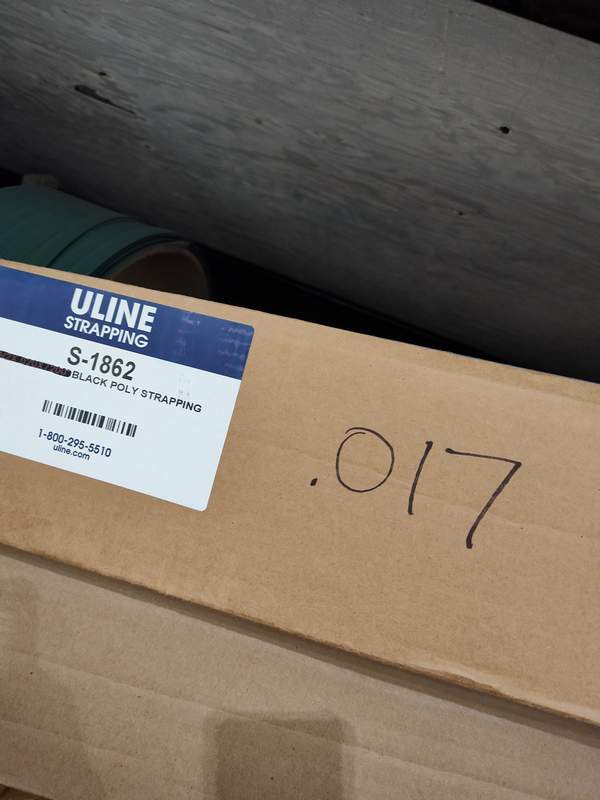 ULINE
STRAPPING
S-1862
BLACK POLY STRAPPING
1-800-295-5510
uline.com
.017